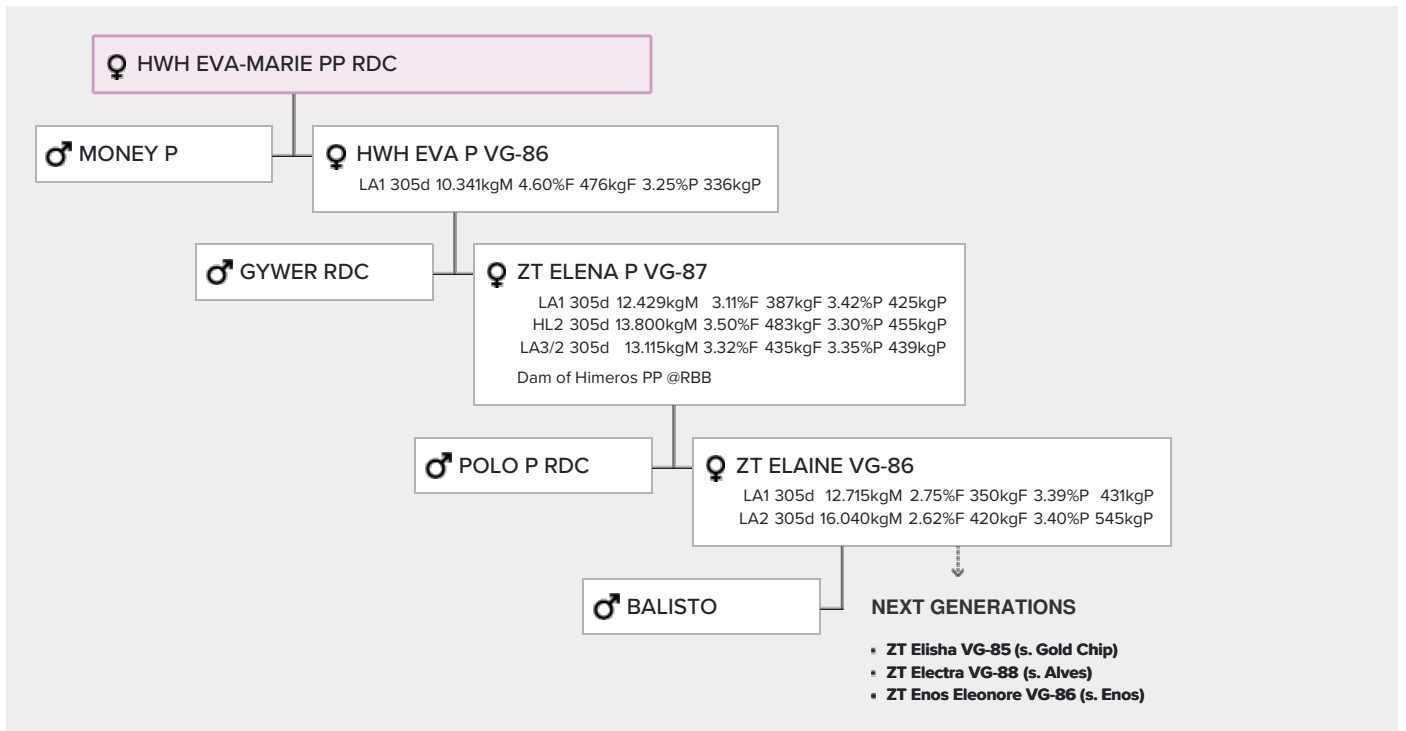 HWH EVA-MARIE PP RDC
MONEY P
HWH EVA P VG-86
LA1 305d 10.341kgM 4.60%F 476kgF 3.25%P 336kgP
GYWER RDC
ZT ELENA P VG-87
LA1 305d 12.429kgM 3.11%F 387kgF 3.42%P 425kgP
HL2 305d 13.800kgM 3.50%F 483kgF 3.30%P 455kgP
LA3/2 305d 13.115kgM 3.32%F 435kgF 3.35%P 439kgP
Dam of Himeros PP @RBB
POLO P RDC
ZT ELAINE VG-86
LA1 305d 12.715kgM 2.75%F 350kgF 3.39%P 431kgP
LA2 305d 16.040kgM 2.62%F 420kgF 3.40%P 545kgP
BALISTO
NEXT GENERATIONS
ZT Elisha VG-85 (s. Gold Chip)
ZT Electra VG-88 (s. Alves)
ZT Enos Eleonore VG-86 (s. Enos)